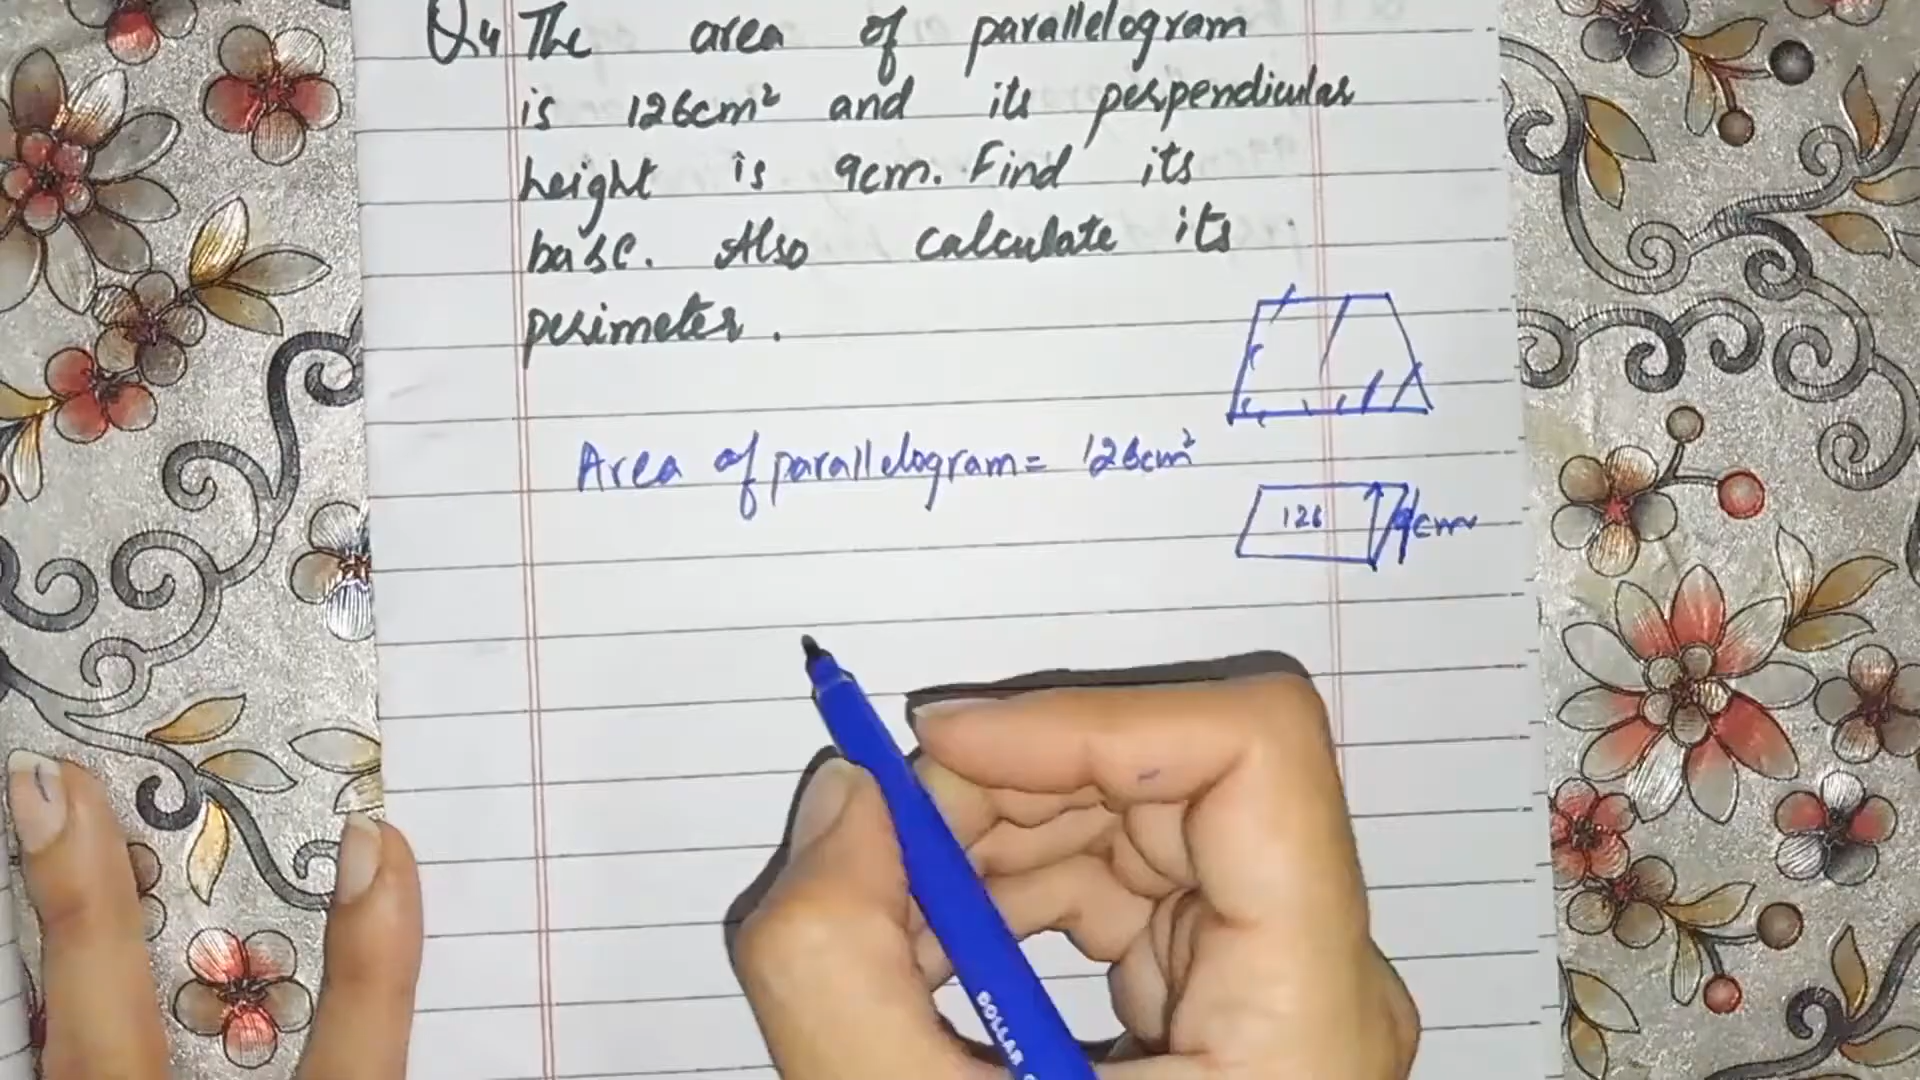 Q4 The area of parallelogram
is 126cm² and its perpendicular
height is 9cm. Find its
base. Also calculate its
perimeter.
Area of parallelogram = 126cm²
126 9cm
DOLLAR